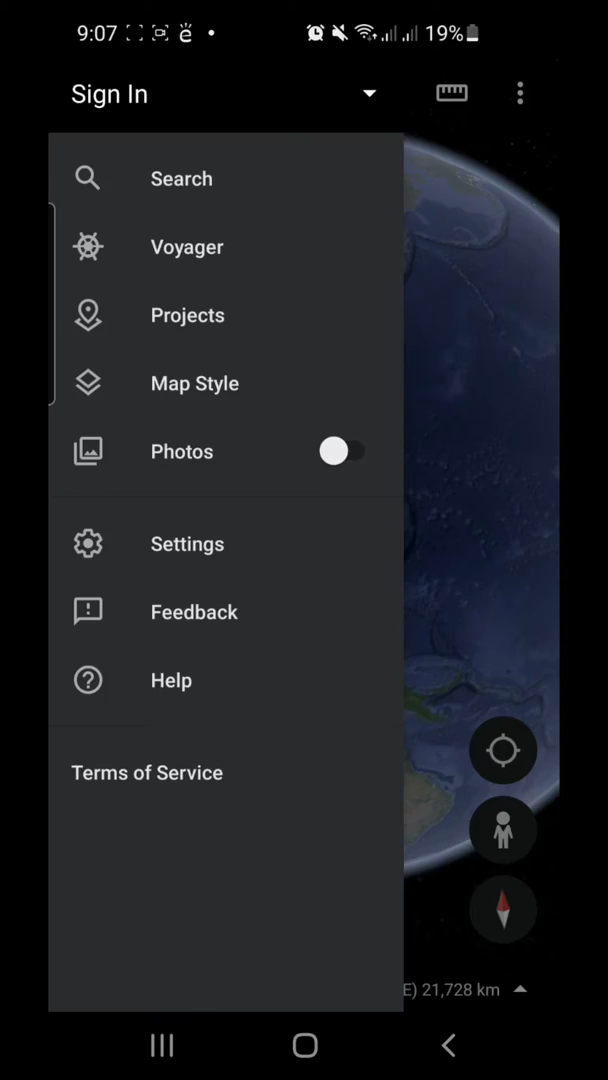 9:07 19%
Sign In
Search
Voyager
Projects
Map Style
Photos
Settings
Feedback
Help
Terms of Service
E) 21,728 km